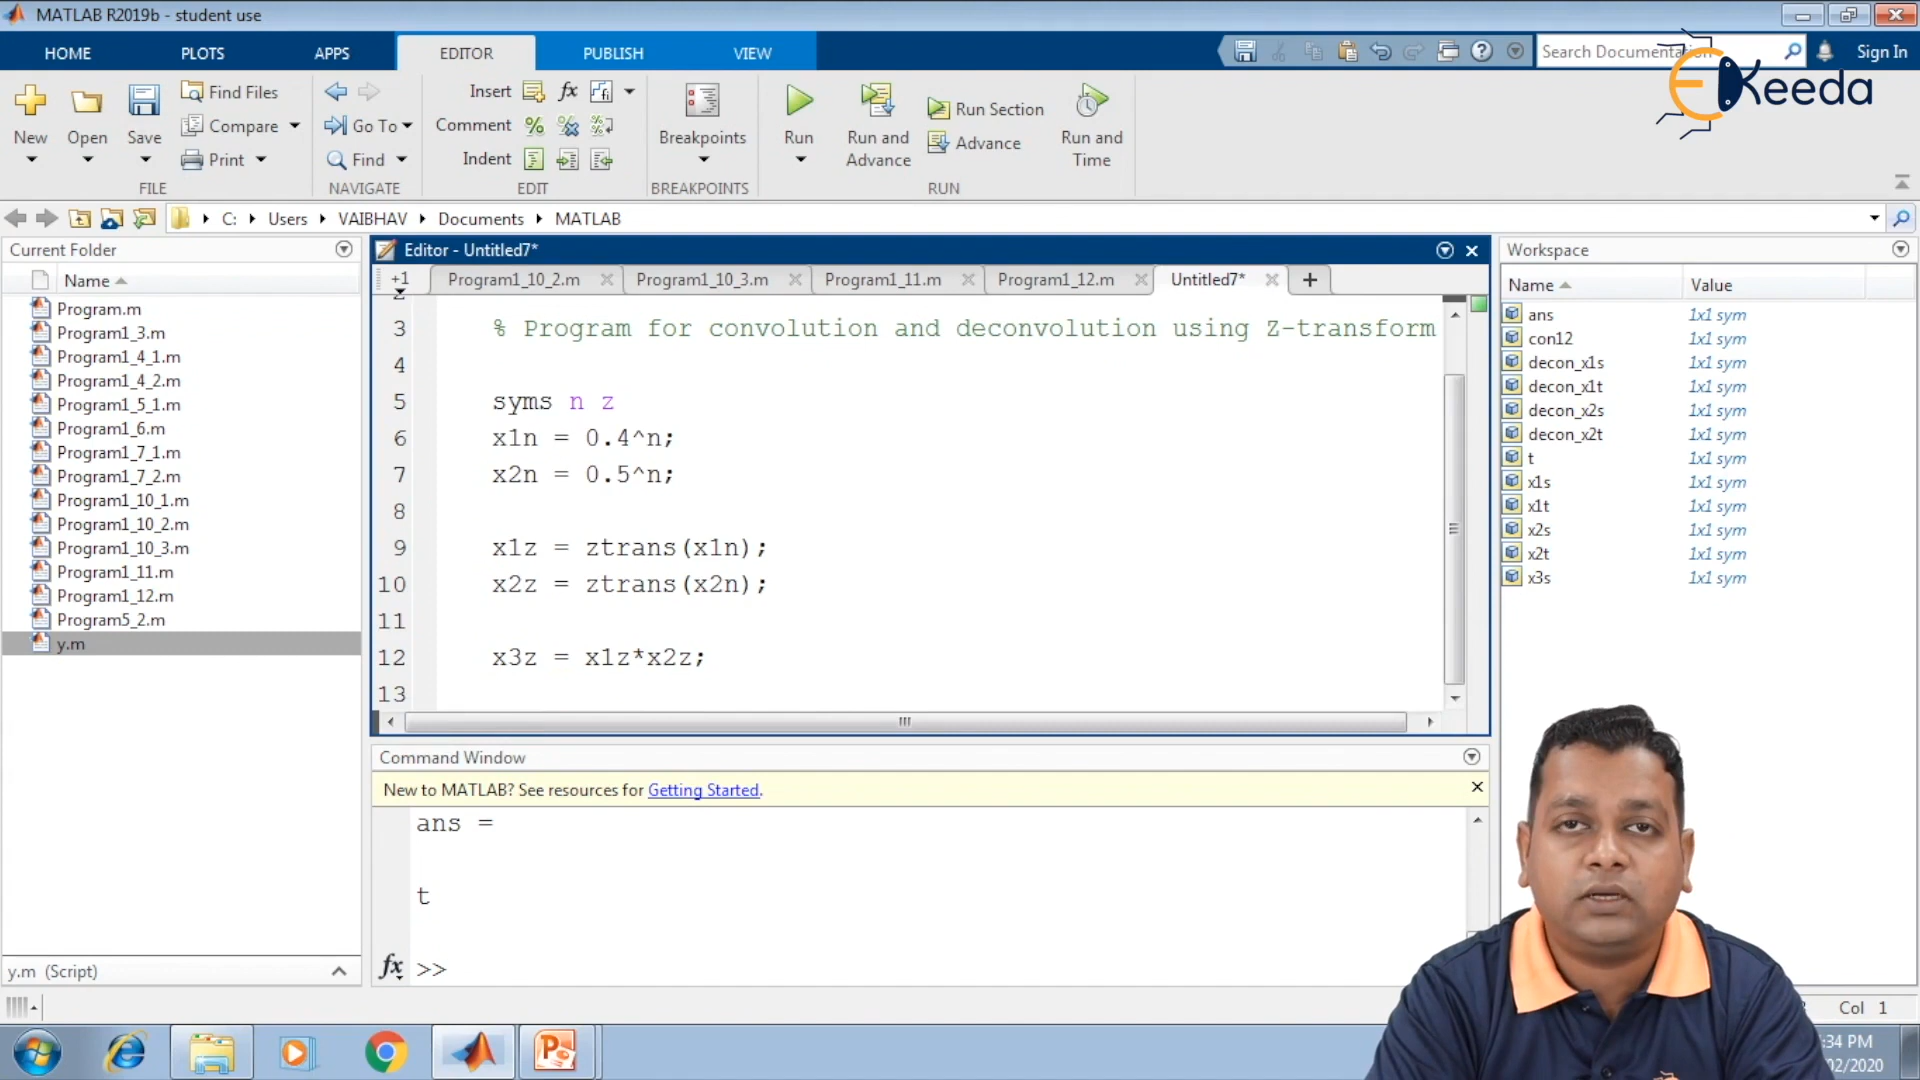 MATLAB R2019b - student use
HOME PLOTS APPS EDITOR PUBLISH VIEW
Search Documentation Sign In
Keeda
New Open Save
Find Files
Compare
Print
FILE
Go To
Find
NAVIGATE
Insert fx
Comment
Indent
EDIT
Breakpoints
BREAKPOINTS
Run
Run and Advance
Run Section
Advance
Run and Time
RUN
C: Users VAIBHAV Documents MATLAB
Current Folder
Name
Program.m
Program1_3.m
Program1_4_1.m
Program1_4_2.m
Program1_5_1.m
Program1_6.m
Program1_7_1.m
Program1_7_2.m
Program1_10_1.m
Program1_10_2.m
Program1_10_3.m
Program1_11.m
Program1_12.m
Program5_2.m
y.m
y.m (Script)
Editor - Untitled7*
+1 Program1_10_2.m Program1_10_3.m Program1_11.m Program1_12.m Untitled7* +
3 % Program for convolution and deconvolution using Z-transform
4
5 syms n z
6 x1n = 0.4^n;
7 x2n = 0.5^n;
8
9 x1z = ztrans(x1n);
10 x2z = ztrans(x2n);
11
12 x3z = x1z*x2z;
13
Command Window
New to MATLAB? See resources for Getting Started.
ans =
t
fx >>
Workspace
Name Value
ans 1x1 sym
con12 1x1 sym
decon_x1s 1x1 sym
decon_x1t 1x1 sym
decon_x2s 1x1 sym
decon_x2t 1x1 sym
t 1x1 sym
x1s 1x1 sym
x1t 1x1 sym
x2s 1x1 sym
x2t 1x1 sym
x3s 1x1 sym
Col 1
:34 PM
02/2020